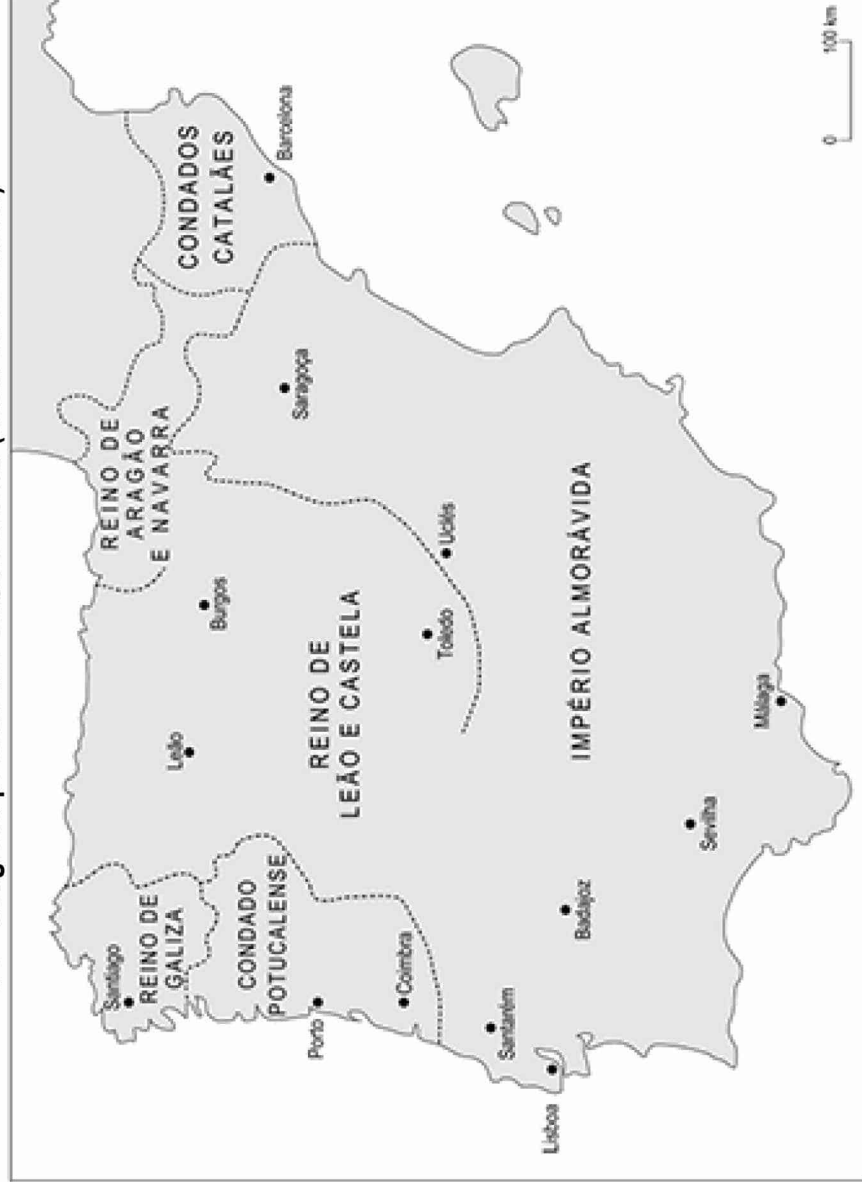 Santiago
REINO DE
GALIZA
CONDADO
POTUCALENSE
Porto
Coimbra
Leão
Burgos
REINO DE
LEÃO E CASTELA
Toledo
Uclés
REINO DE
ARAGÃO
E NAVARRA
Saragoça
CONDADOS
CATALÃES
Barcelona
IMPÉRIO ALMORÁVIDA
Santarém
Lisboa
Badajoz
Sevilha
Málaga
0 100 km